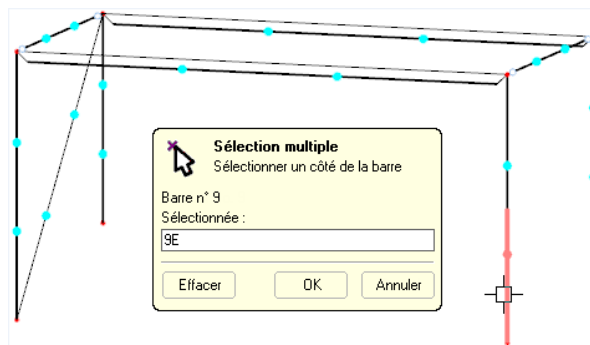 Sélection multiple
Sélectionner un côté de la barre
Barre n° 9
Sélectionnée :
9E
Effacer
OK
Annuler